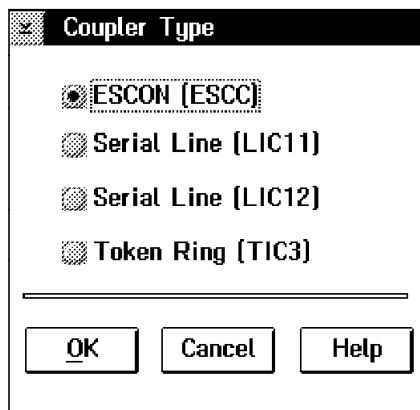 Coupler Type
ESCON (ESCC)
Serial Line (LIC11)
Serial Line (LIC12)
Token Ring (TIC3)
OK Cancel Help